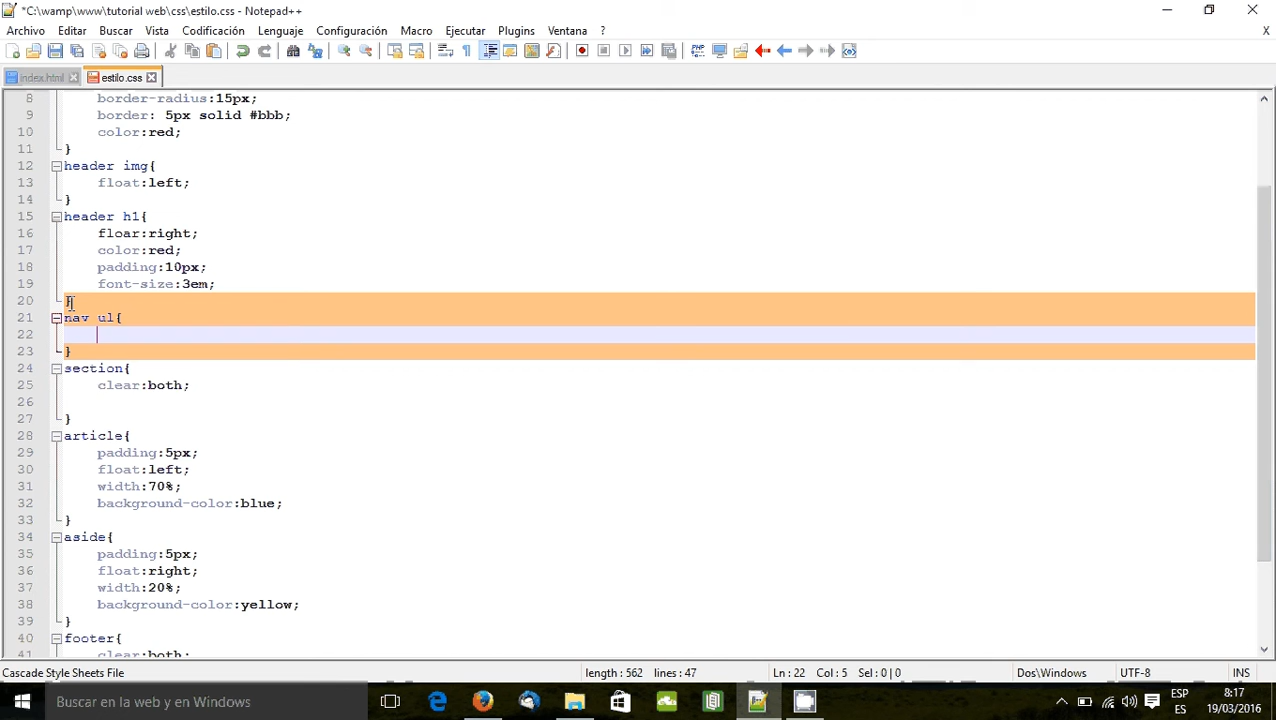 *C:\wamp\www\tutorial web\css\estilo.css - Notepad++
Archivo Editar Buscar Vista Codificación Lenguaje Configuración Macro Ejecutar Plugins Ventana ? X
index.html estilo.css
8 border-radius:15px;
9 border: 5px solid #bbb;
10 color:red;
11 }
12 header img{
13 float:left;
14 }
15 header h1{
16 floar:right;
17 color:red;
18 padding:10px;
19 font-size:3em;
20 }
21 nav ul{
22
23 }
24 section{
25 clear:both;
26
27 }
28 article{
29 padding:5px;
30 float:left;
31 width:70%;
32 background-color:blue;
33 }
34 aside{
35 padding:5px;
36 float:right;
37 width:20%;
38 background-color:yellow;
39 }
40 footer{
41 clear:both;
Cascade Style Sheets File length : 562 lines : 47 Ln : 22 Col : 5 Sel : 0 | 0 Dos\Windows UTF-8 INS
Buscar en la web y en Windows ESP 8:17
ES 19/03/2016